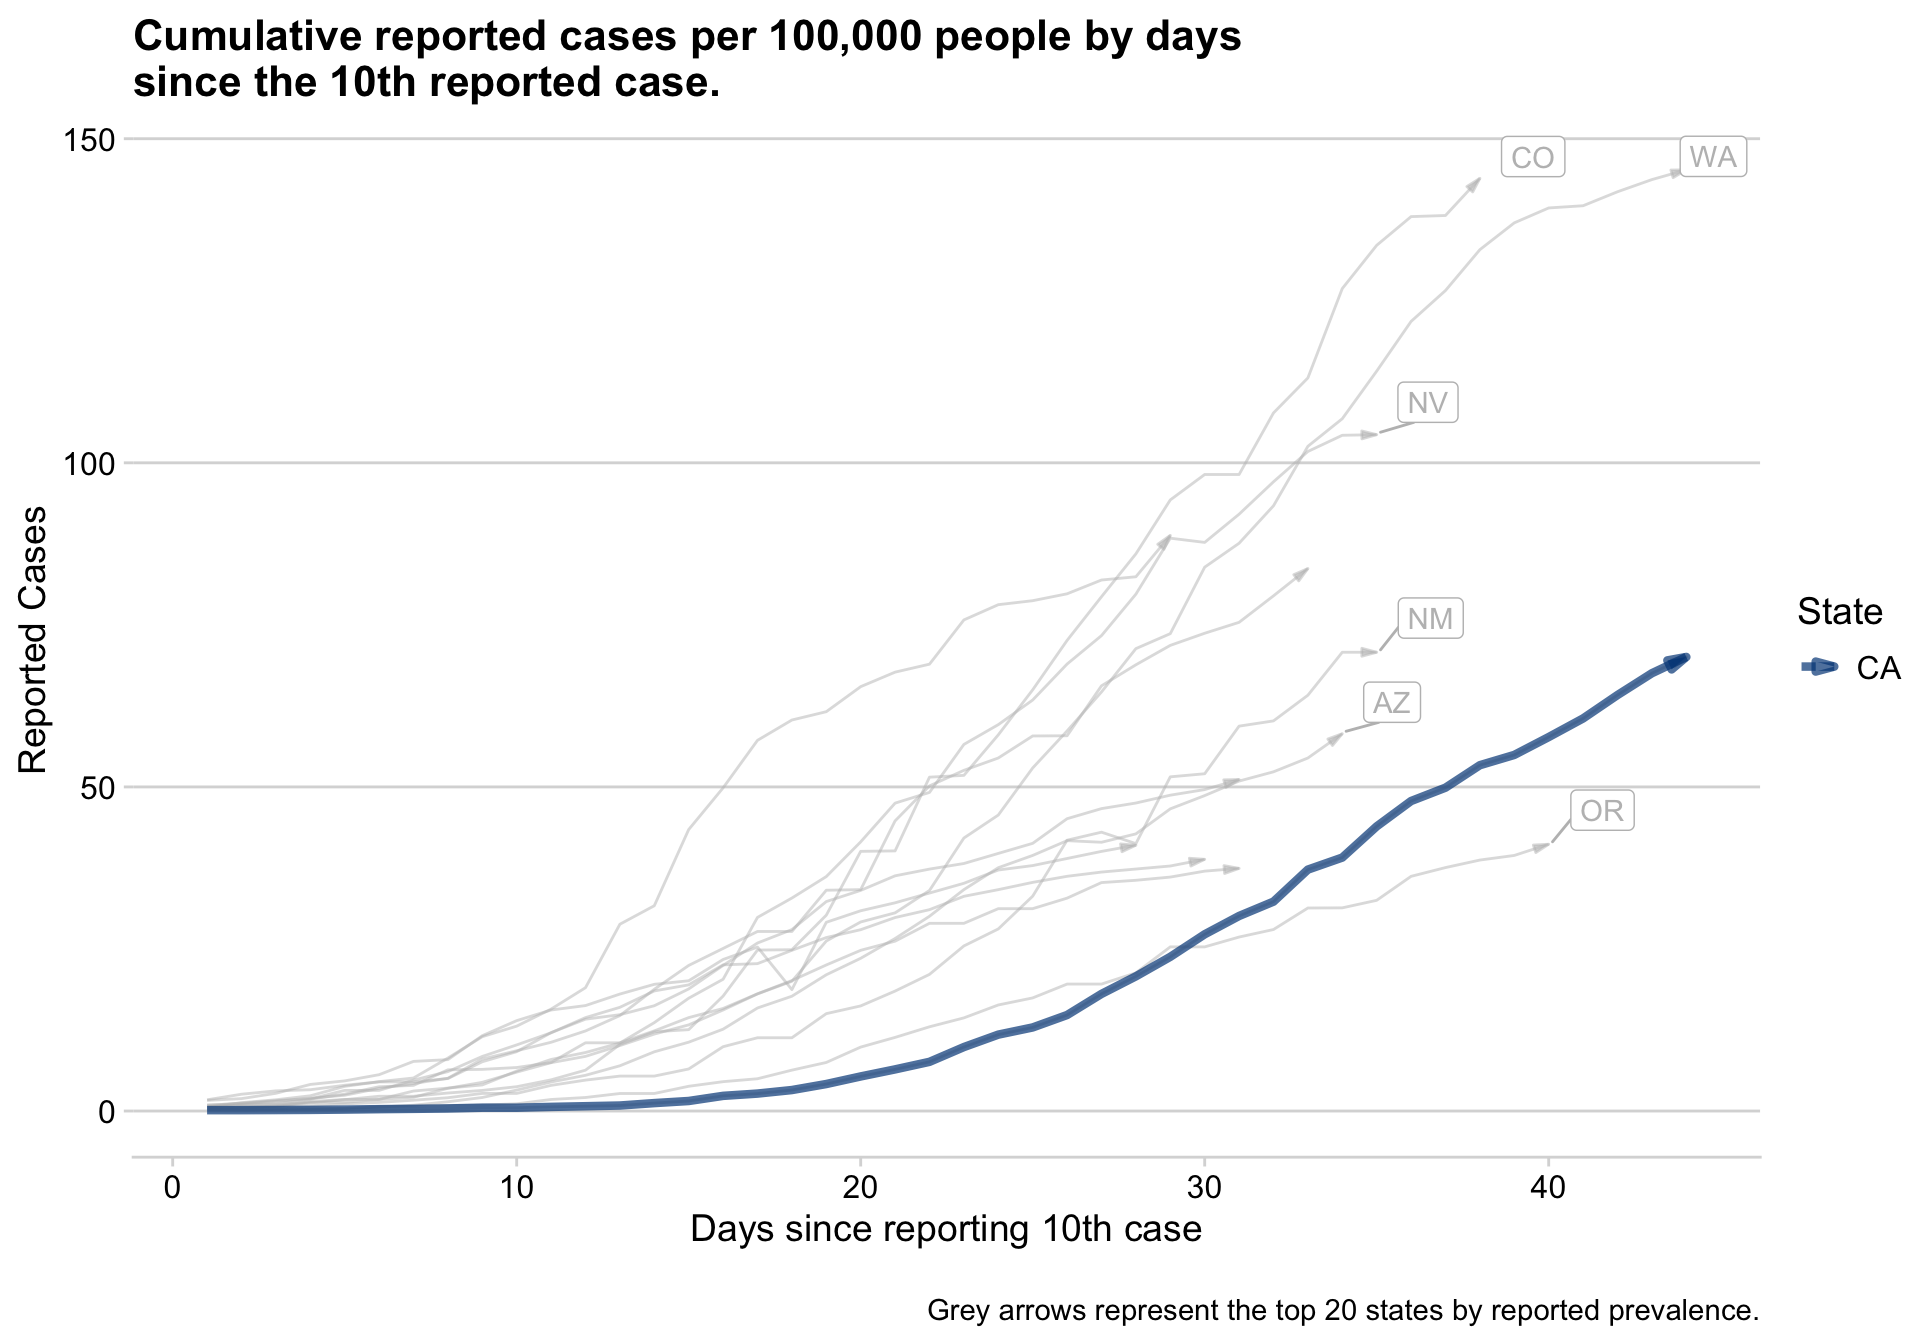 Cumulative reported cases per 100,000 people by days
since the 10th reported case.
150
CO
WA
NV
100
Reported Cases
NM
State
CA
AZ
50
OR
0
0
10
20
30
40
Days since reporting 10th case
Grey arrows represent the top 20 states by reported prevalence.